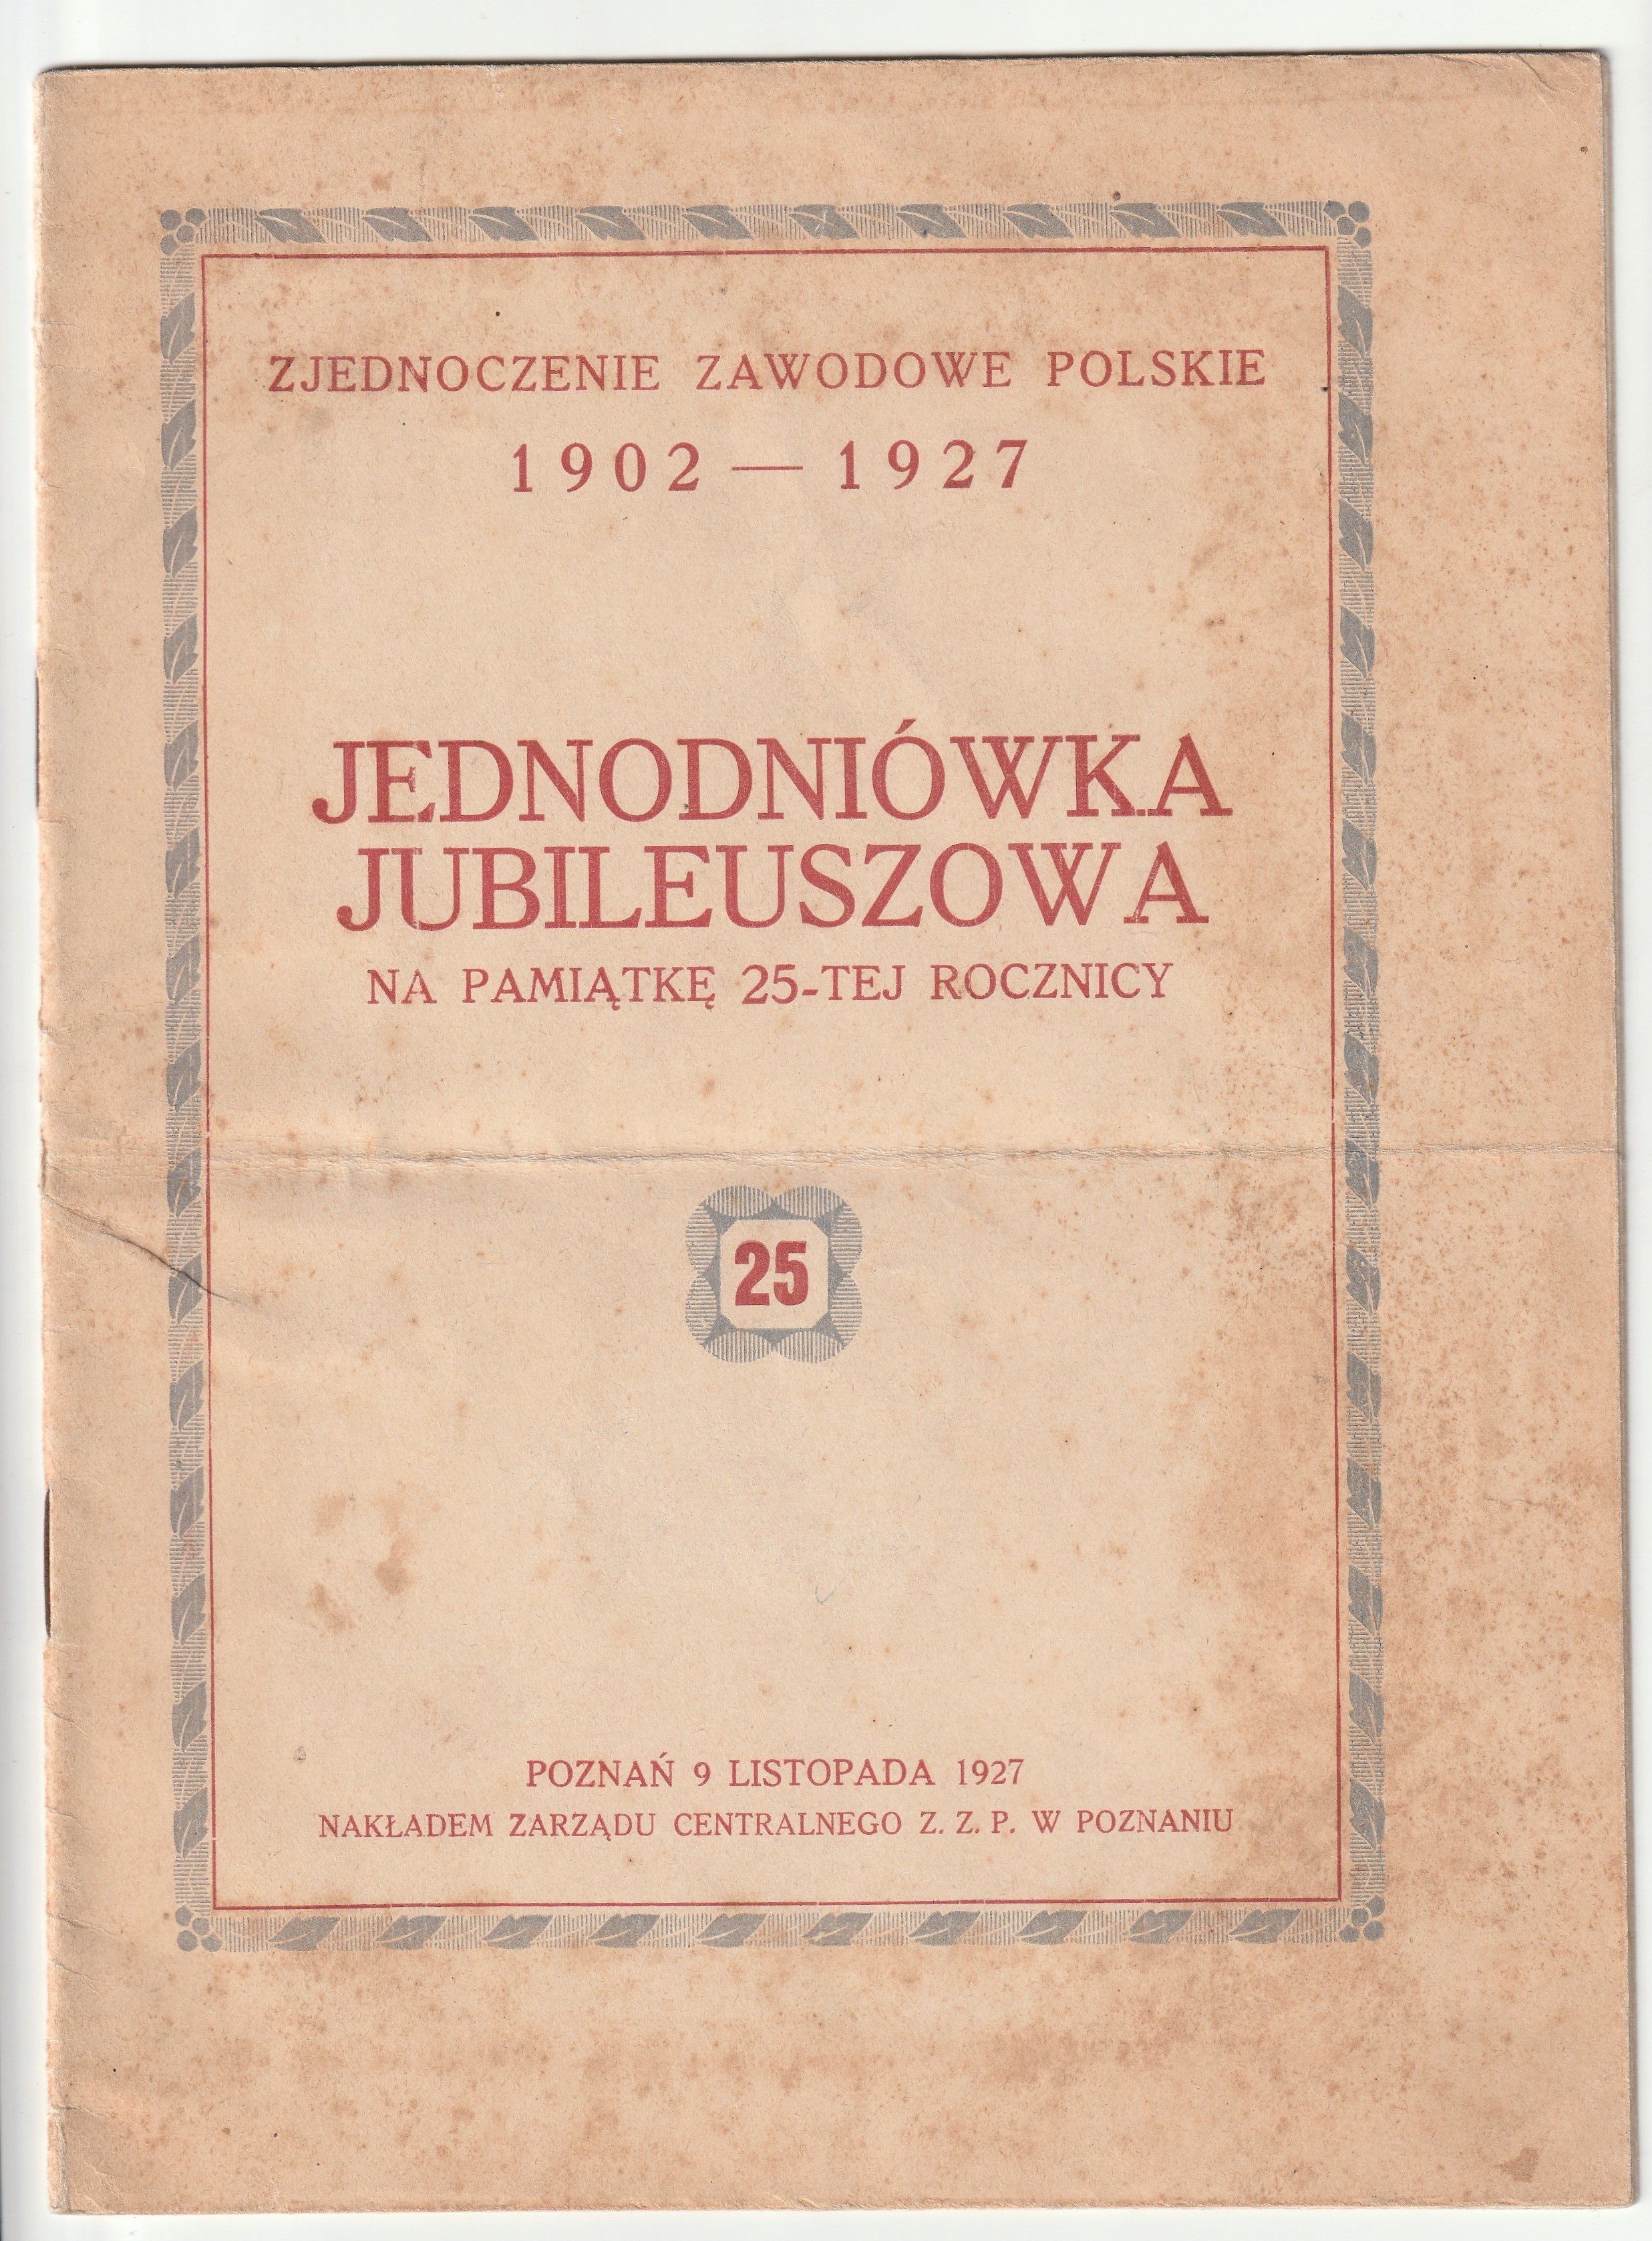 ZJEDNOCZENIE ZAWODOWE POLSKIE
1902 — 1927
JEDNODNIÓWKA
JUBILEUSZOWA
NA PAMIĄTKĘ 25-TEJ ROCZNICY
25
POZNAŃ 9 LISTOPADA 1927
NAKŁADEM ZARZĄDU CENTRALNEGO Z. Z. P. W POZNANIU